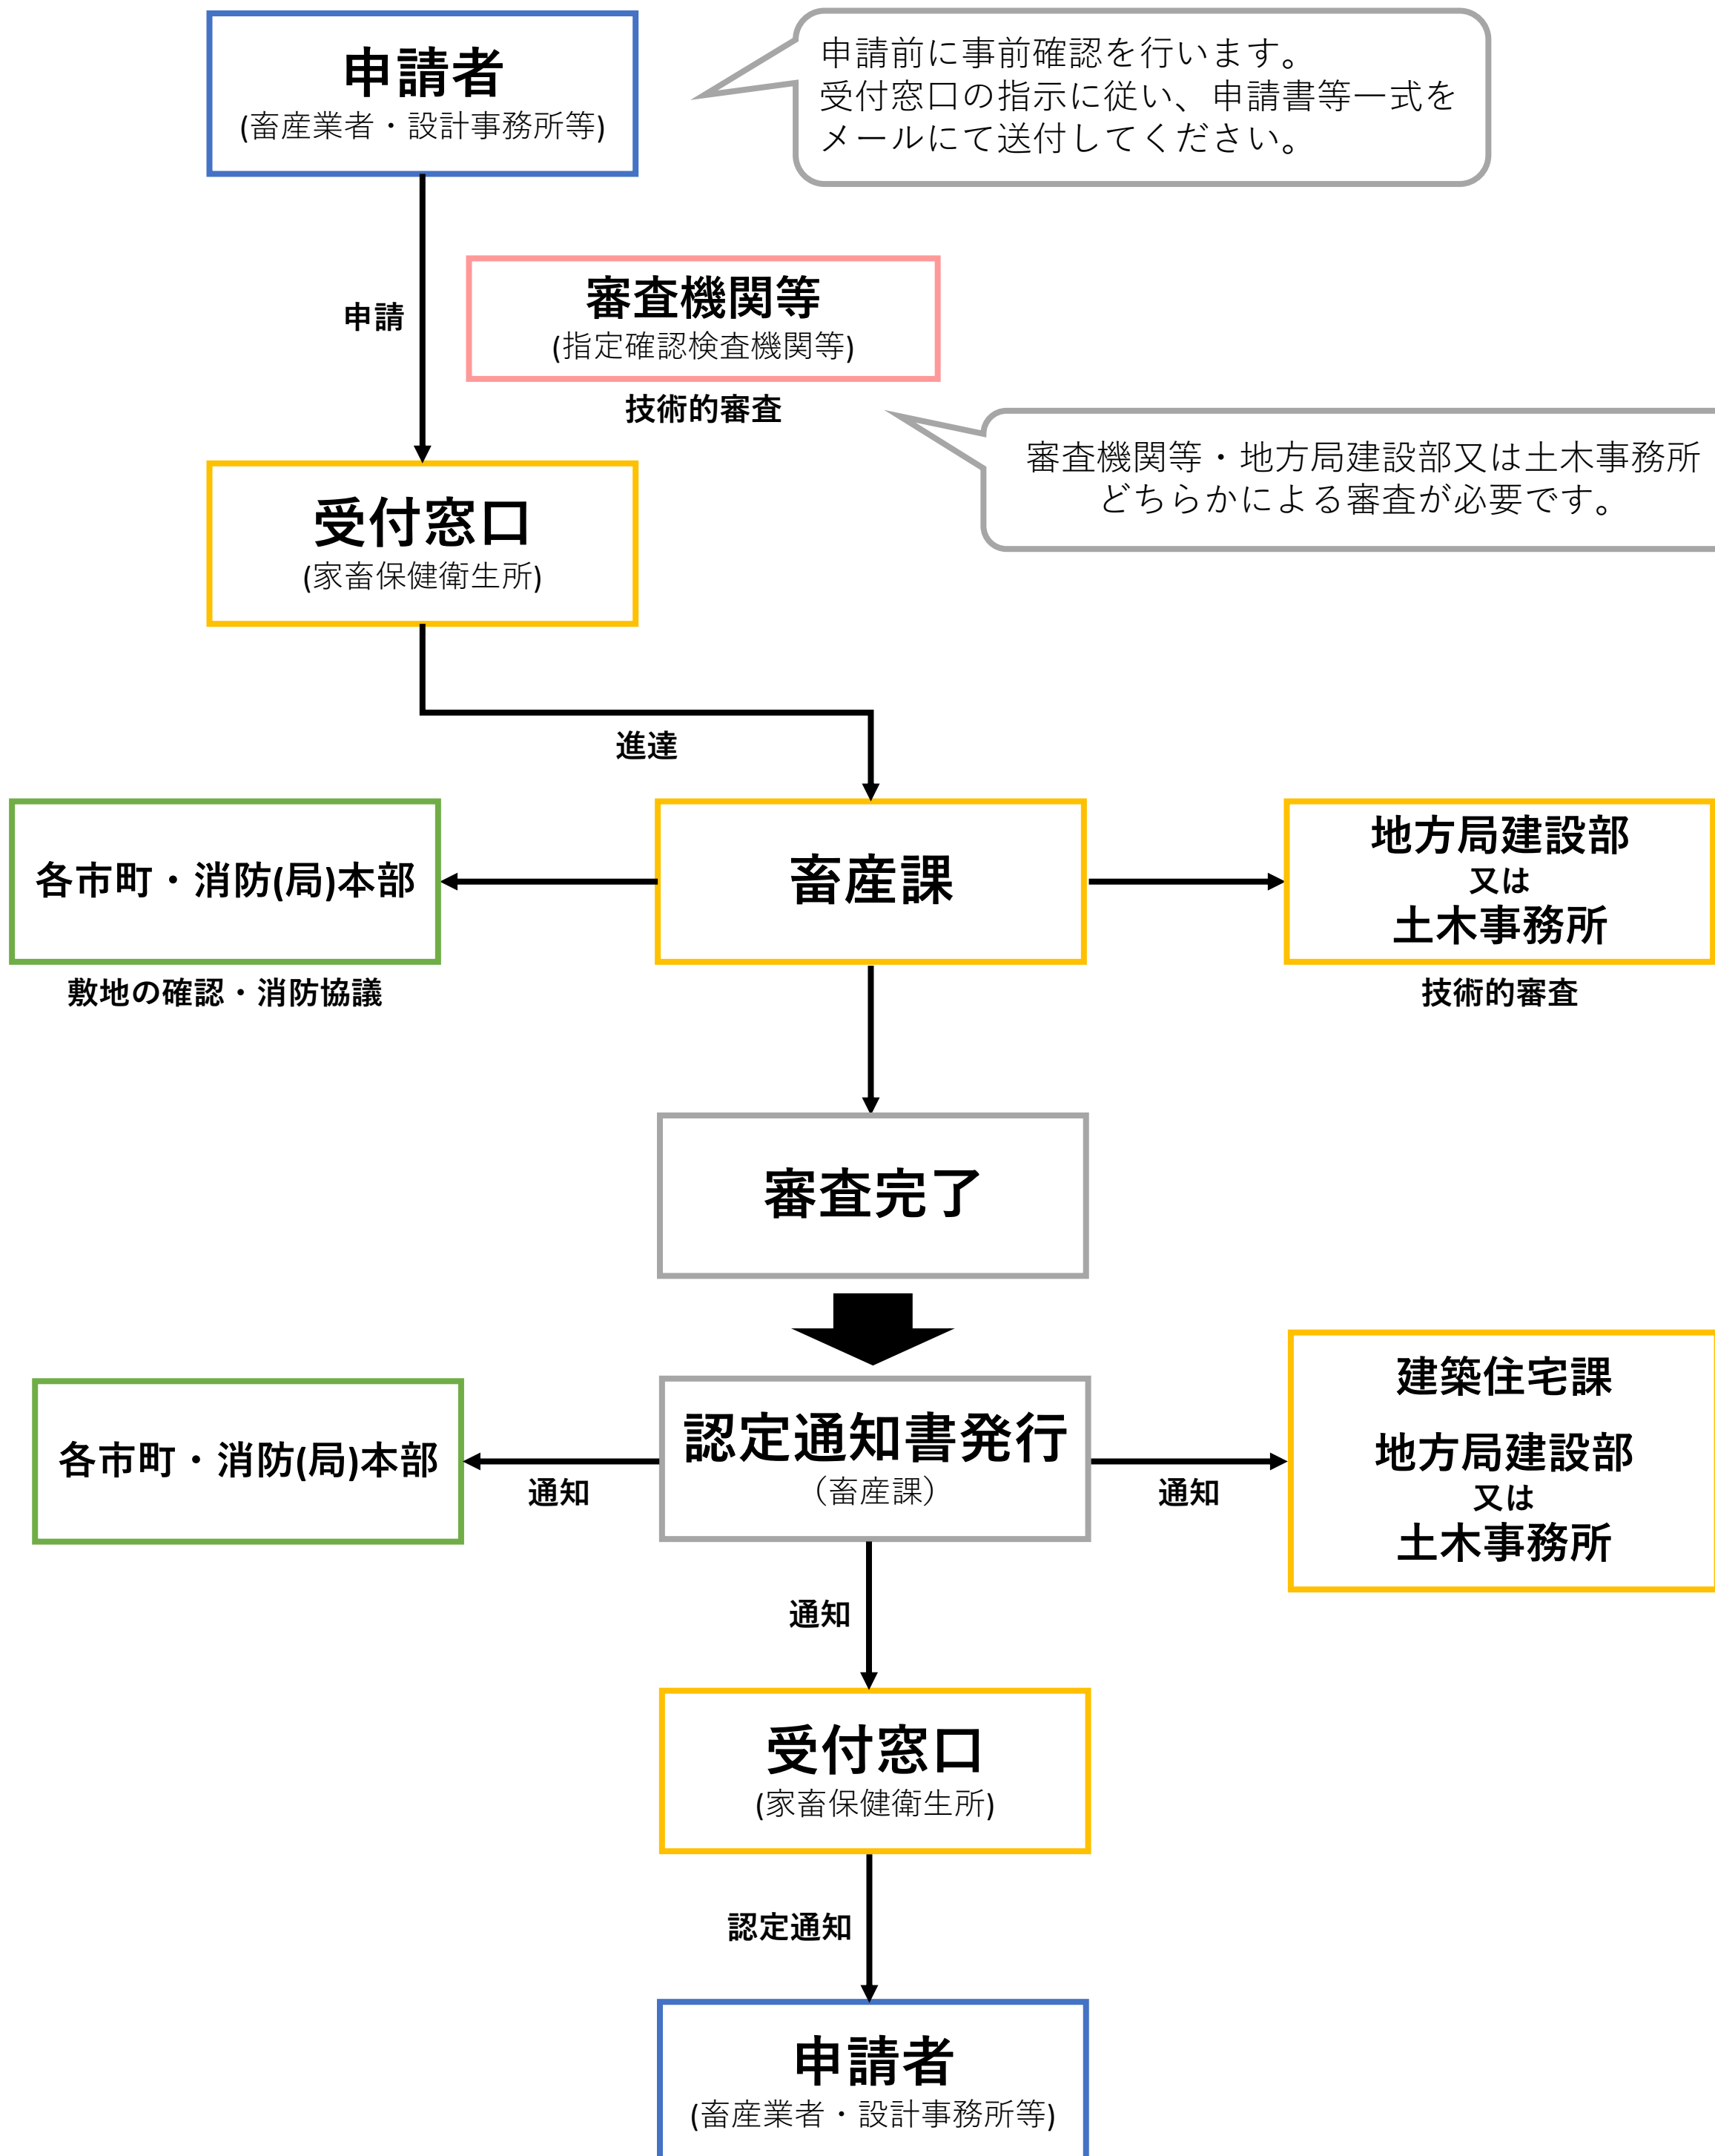 申請者
(畜産業者・設計事務所等)
申請前に事前確認を行います。
受付窓口の指示に従い、申請書等一式を
メールにて送付してください。
申請
審査機関等
(指定確認検査機関等)
技術的審査
審査機関等・地方局建設部又は土木事務所
どちらかによる審査が必要です。
受付窓口
(家畜保健衛生所)
進達
各市町・消防(局)本部
敷地の確認・消防協議
畜産課
地方局建設部
又は
土木事務所
技術的審査
審査完了
各市町・消防(局)本部
通知
認定通知書発行
（畜産課）
通知
建築住宅課
地方局建設部
又は
土木事務所
通知
受付窓口
(家畜保健衛生所)
認定通知
申請者
(畜産業者・設計事務所等)